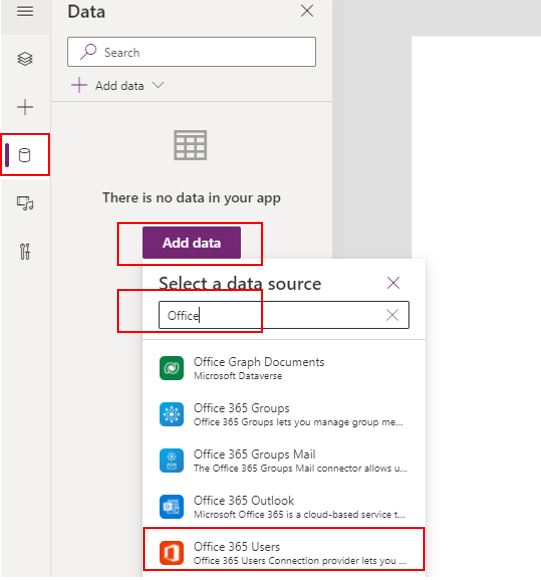 Data
Search
Add data
There is no data in your app
Add data
Select a data source
Office
Office Graph Documents
Microsoft Dataverse
Office 365 Groups
Office 365 Groups lets you manage group me...
Office 365 Groups Mail
The Office 365 Groups Mail connector allows u...
Office 365 Outlook
Microsoft Office 365 is a cloud-based service t...
Office 365 Users
Office 365 Users Connection provider lets you ...